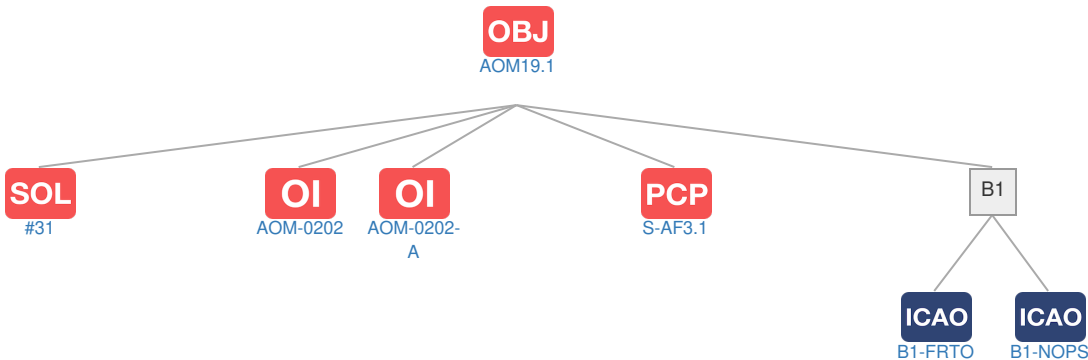 OBJ
AOM19.1
SOL
#31
OI
AOM-0202
OI
AOM-0202-
A
PCP
S-AF3.1
B1
ICAO
B1-FRTO
ICAO
B1-NOPS